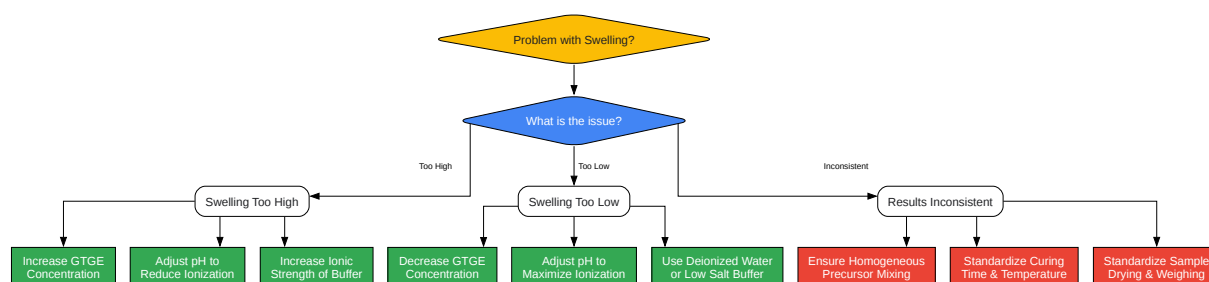 Problem with Swelling?
What is the issue?
Too High
Too Low
Inconsistent
Swelling Too High
Swelling Too Low
Results Inconsistent
Increase GTGE
Concentration
Adjust pH to
Reduce Ionization
Increase Ionic
Strength of Buffer
Decrease GTGE
Concentration
Adjust pH to
Maximize Ionization
Use Deionized Water
or Low Salt Buffer
Ensure Homogeneous
Precursor Mixing
Standardize Curing
Time & Temperature
Standardize Sample
Drying & Weighing